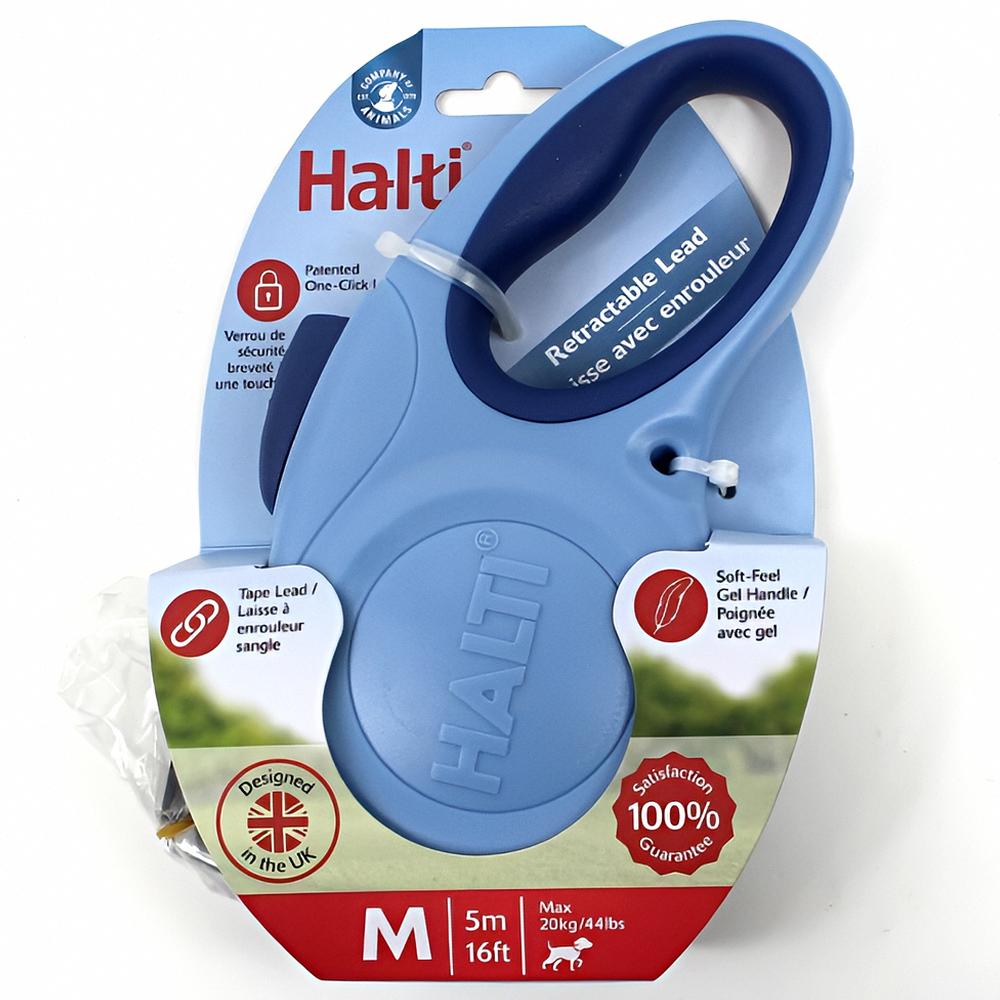 COMPANY of
EST. 1979
ANIMALS
Halti®
Patented
One-Click
Verrou de
sécurité
breveté
une touch
Retractable Lead
isse avec enrouleur
HALTI®
Tape Lead /
Laisse à
enrouleur
sangle
Soft-Feel
Gel Handle /
Poignée
avec gel
Designed
in the UK
Satisfaction
100%
Guarantee
M
5m
16ft
Max
20kg/44lbs